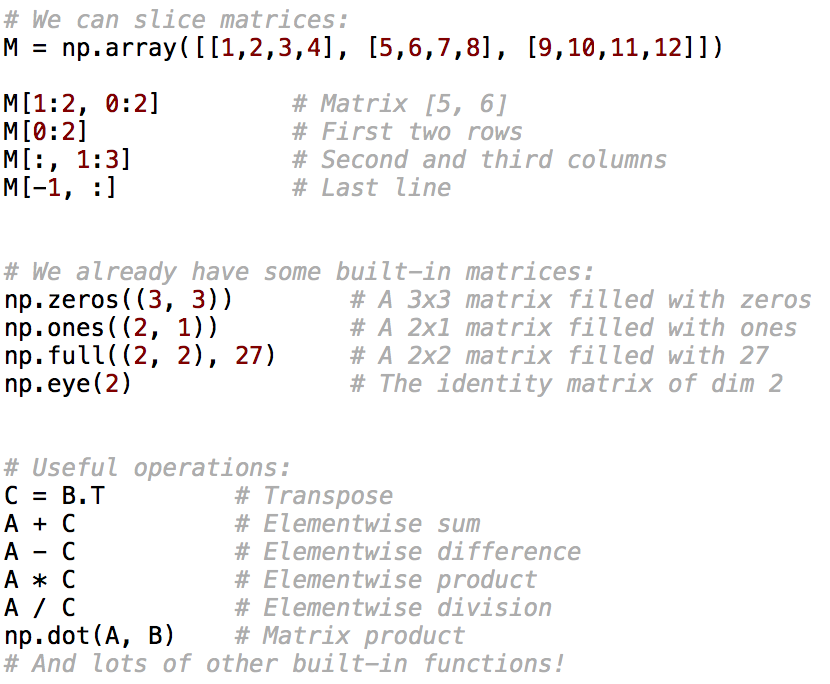 # We can slice matrices:
M = np.array([[1,2,3,4], [5,6,7,8], [9,10,11,12]])
M[1:2, 0:2]         # Matrix [5, 6]
M[0:2]              # First two rows
M[:, 1:3]           # Second and third columns
M[-1, :]            # Last line
# We already have some built-in matrices:
np.zeros((3, 3))        # A 3x3 matrix filled with zeros
np.ones((2, 1))         # A 2x1 matrix filled with ones
np.full((2, 2), 27)     # A 2x2 matrix filled with 27
np.eye(2)               # The identity matrix of dim 2
# Useful operations:
C = B.T         # Transpose
A + C           # Elementwise sum
A - C           # Elementwise difference
A * C           # Elementwise product
A / C           # Elementwise division
np.dot(A, B)    # Matrix product
# And lots of other built-in functions!